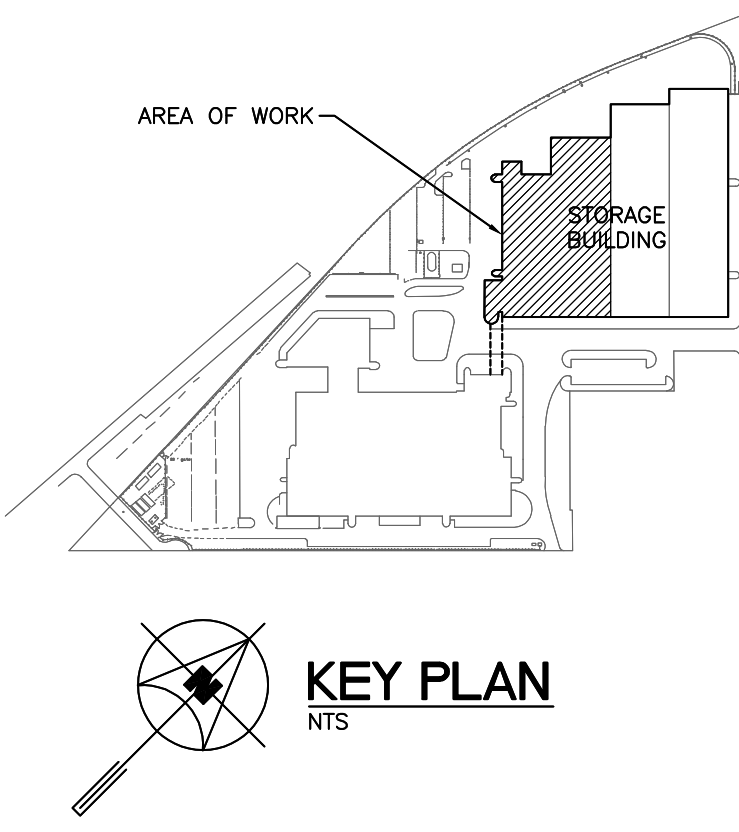 AREA OF WORK
STORAGE
BUILDING
N
KEY PLAN
NTS